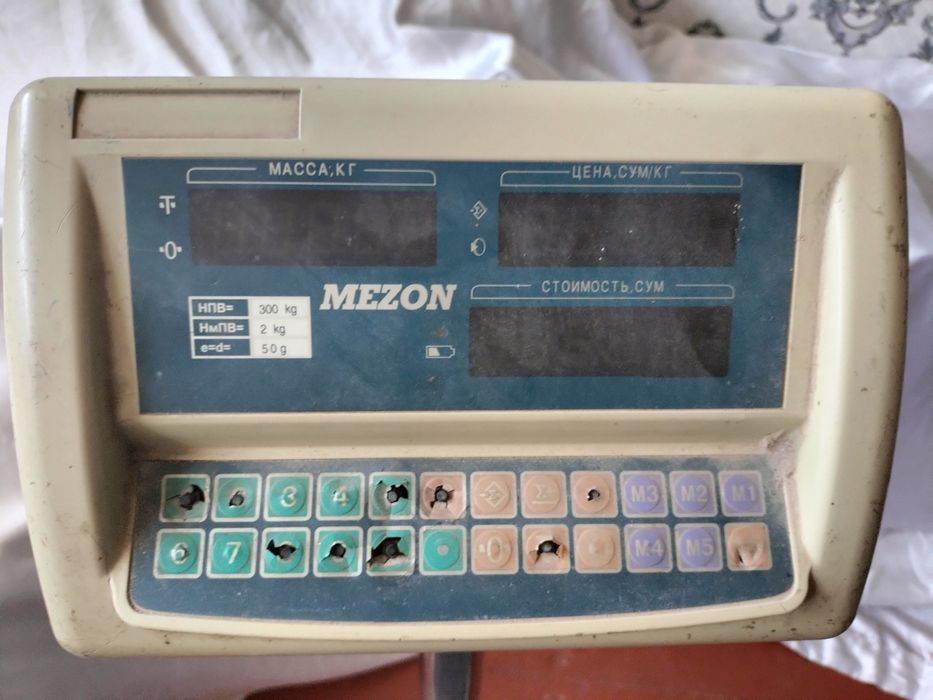 МАССА,КГ
ЦЕНА,СУМ/КГ
T
0
MEZON
СТОИМОСТЬ,СУМ
НПВ= 300 kg
НмПВ= 2 kg
e=d= 50g
3 4 Σ M3 M2 M1
6 7 0 M4 M5